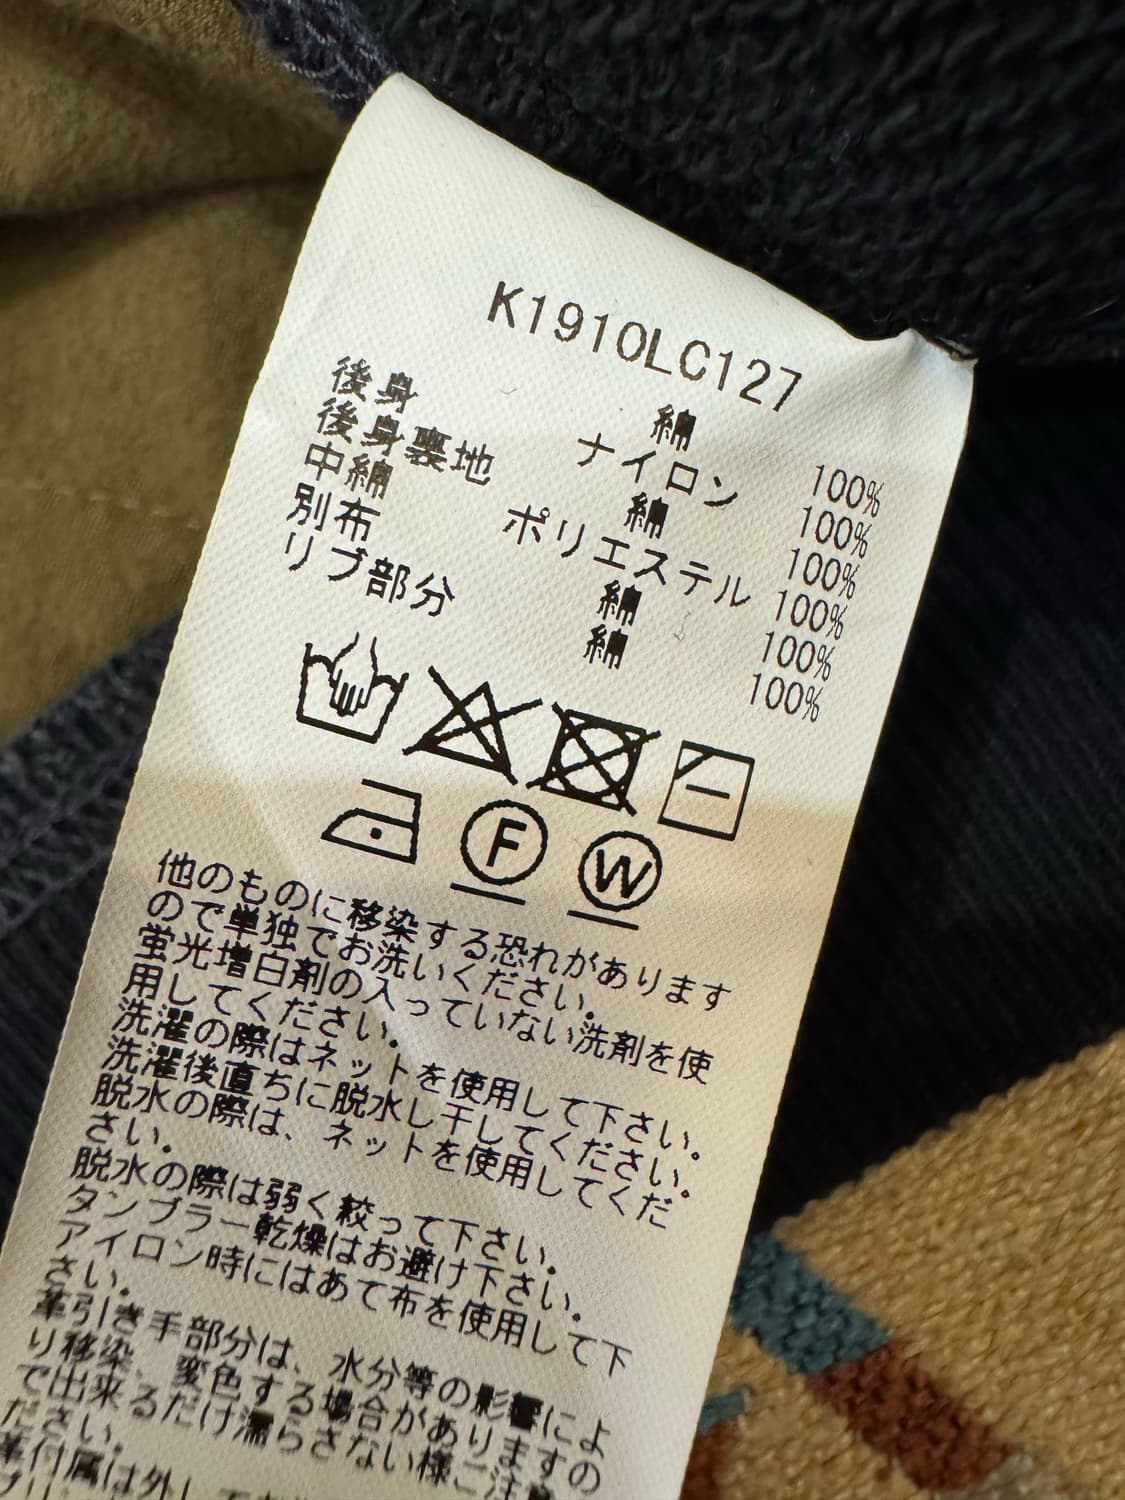 K1910LC127
綿 100%
後身 ナイロン 100%
後身裏地 綿 100%
中綿 ポリエステル 100%
別布 綿 100%
リブ部分 綿 100%
F W
他のものに移染する恐れがあります
ので単独でお洗いください。
蛍光増白剤の入っていない洗剤を使
用してください。
洗濯の際はネットを使用して下さい。
洗濯後直ちに脱水し干してください。
脱水の際は、ネットを使用してくだ
さい。
脱水の際は弱く絞って下さい。
タンブラー乾燥はお避け下さい。
アイロン時にはあて布を使用して下
さい。
革引き手部分は、水分等の影響によ
り移染、変色する場合がありますの
で出来るだけ濡らさない様ご注意
ださい。
革付属は外して